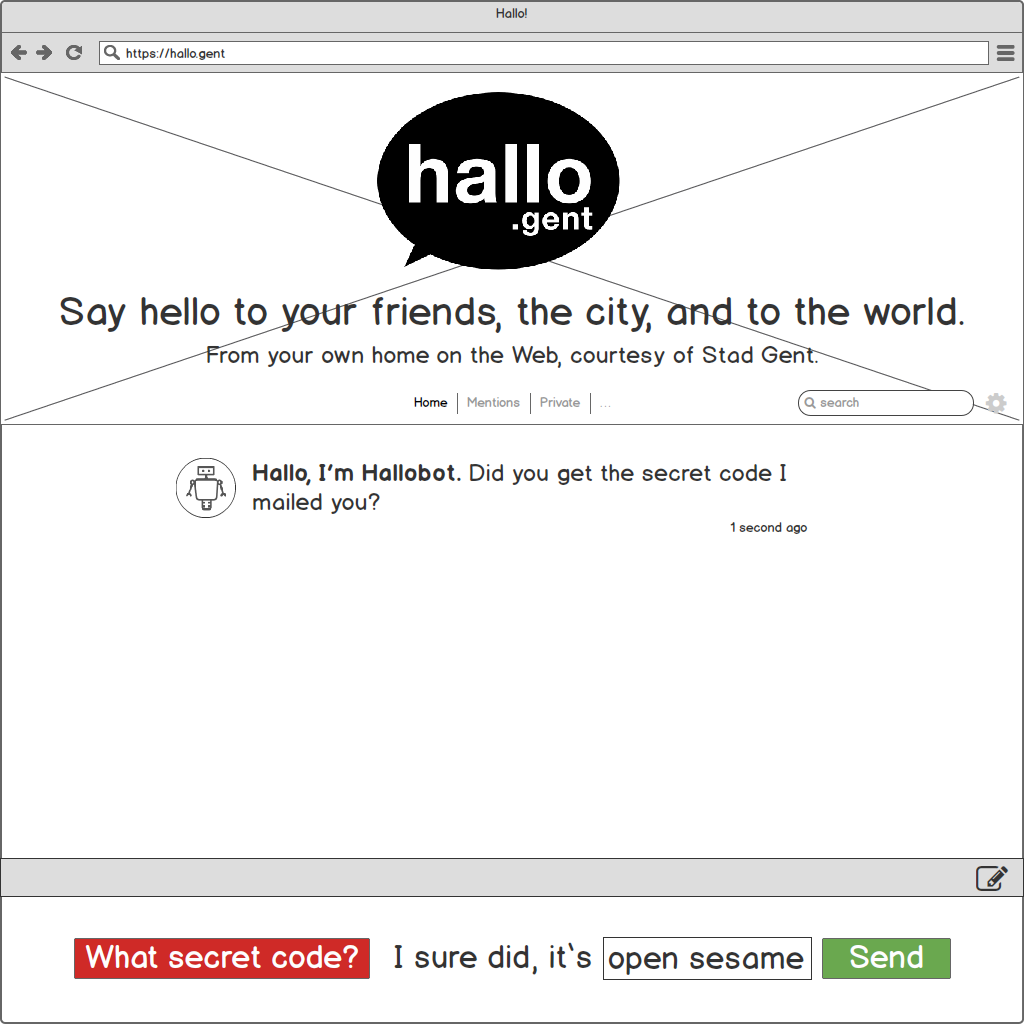 Hallo!
https://hallo.gent
hallo
.gent
Say hello to your friends, the city, and to the world.
From your own home on the Web, courtesy of Stad Gent.
Home Mentions Private ... search
Hallo, I'm Hallobot. Did you get the secret code I
mailed you?
1 second ago
What secret code? I sure did, it`s open sesame Send